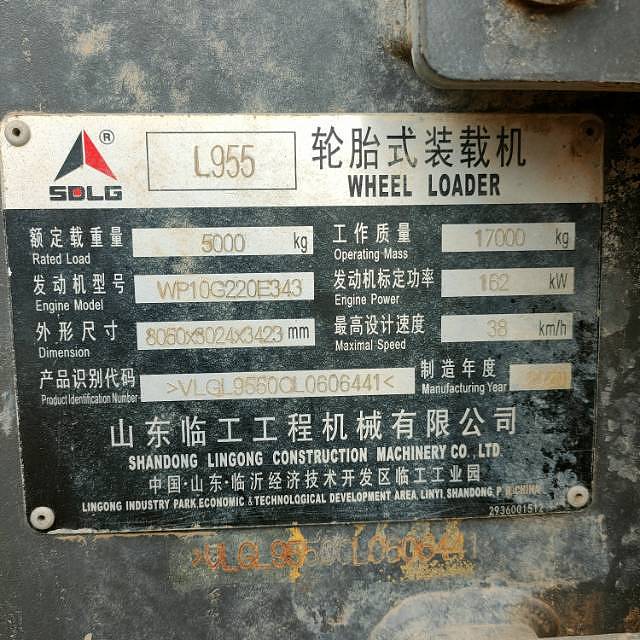 SDLG ®
L955
轮胎式装载机
WHEEL LOADER
额定载重量 5000 kg
Rated Load
工作质量 17000 kg
Operating Mass
发动机型号 WP10G220E343
Engine Model
发动机标定功率 162 kW
Engine Power
外形尺寸 8050x3024x3423 mm
Dimension
最高设计速度 38 km/h
Maximal Speed
产品识别代码 >VLGL9550CL0606441<
Product Identification Number
制造年度
Manufacturing Year
山东临工工程机械有限公司
SHANDONG LINGONG CONSTRUCTION MACHINERY CO., LTD.
中国·山东·临沂经济技术开发区临工工业园
LINGONG INDUSTRY PARK,ECONOMIC & TECHNOLOGICAL DEVELOPMENT AREA, LINYI SHANDONG, CHINA
2936001512